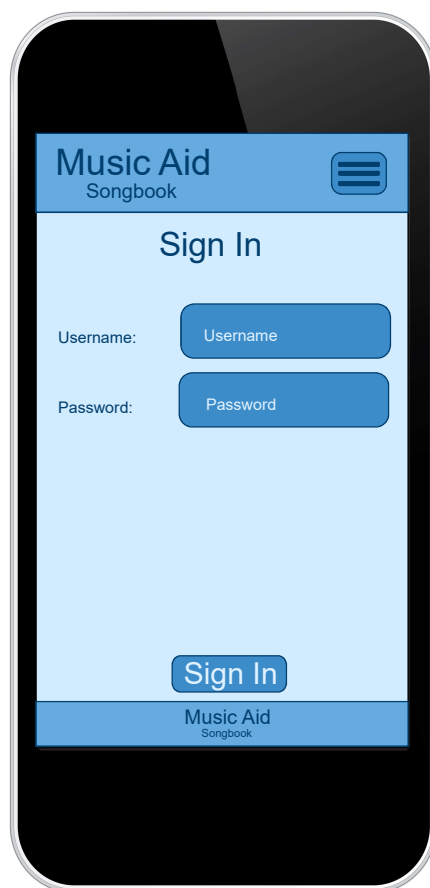 Music Aid
Songbook
Sign In
Username: Username
Password: Password
Sign In
Music Aid
Songbook